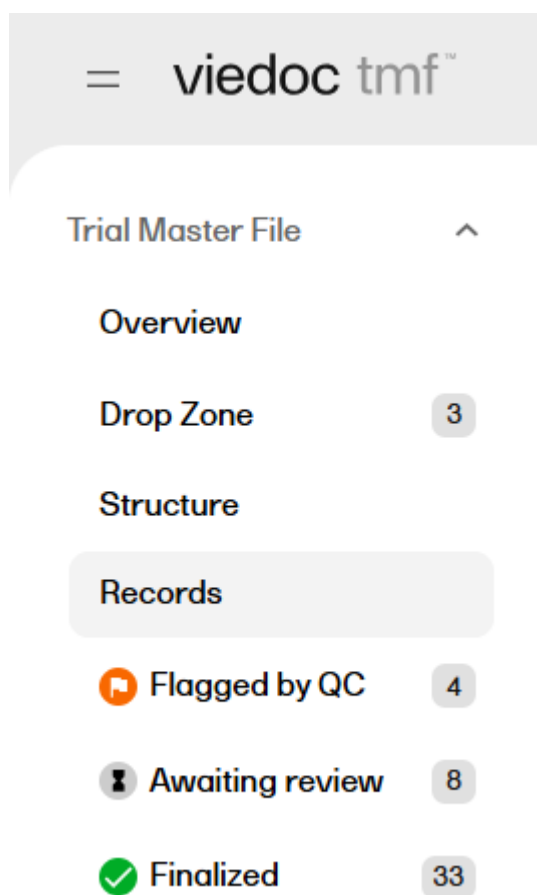 viedoc tmf™
Trial Master File
Overview
Drop Zone 3
Structure
Records
Flagged by QC 4
Awaiting review 8
Finalized 33